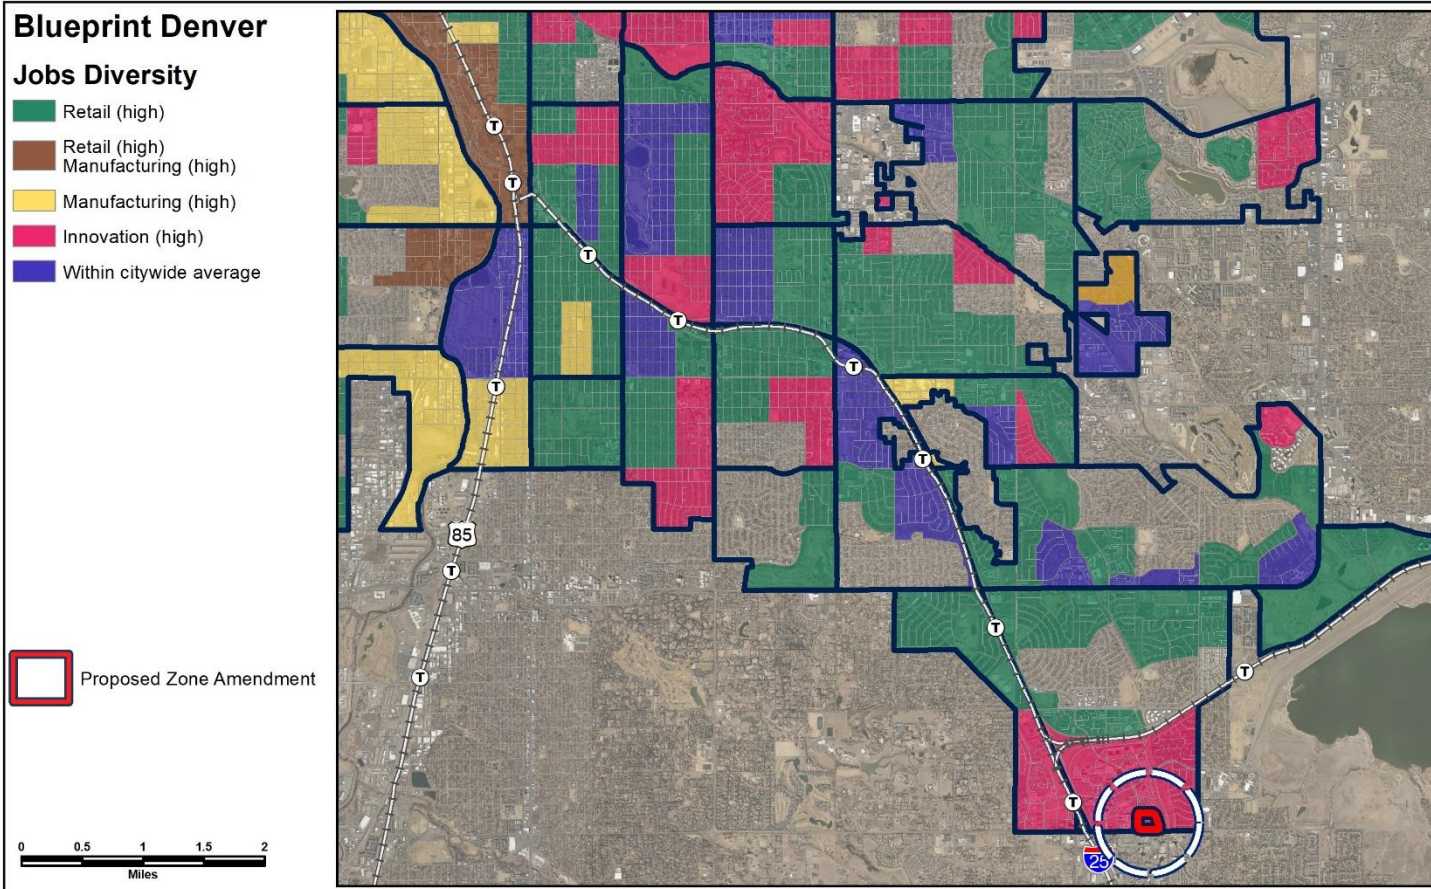 Blueprint Denver
Jobs Diversity
Retail (high)
Retail (high)
Manufacturing (high)
Manufacturing (high)
Innovation (high)
Within citywide average
Proposed Zone Amendment
0 0.5 1 1.5 2
Miles
T
T
T
T
T
T
T
85
T
T
T
T
T
T
25